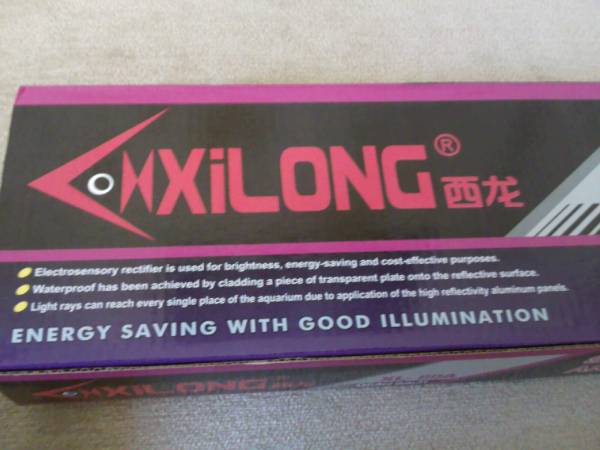 XiLONG® 西龙
Electrosensory rectifier is used for brightness, energy-saving and cost-effective purposes.
Waterproof has been achieved by cladding a piece of transparent plate onto the reflective surface.
Light rays can reach every single place of the aquarium due to application of the high reflectivity aluminum panels.
ENERGY SAVING WITH GOOD ILLUMINATION
XiLONG